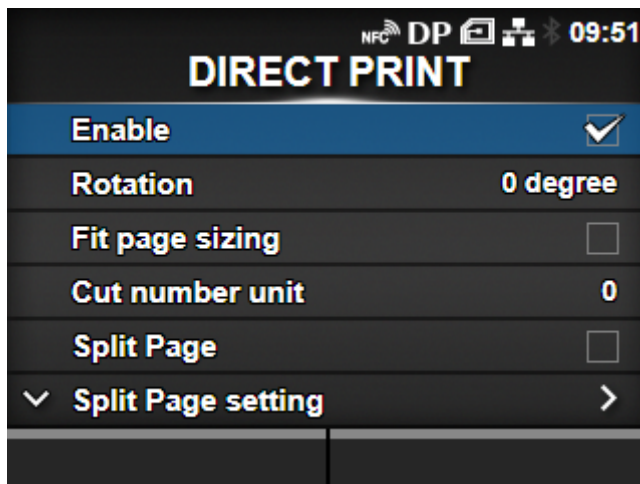 NFC DP 09:51
DIRECT PRINT
Enable
Rotation 0 degree
Fit page sizing
Cut number unit 0
Split Page
Split Page setting